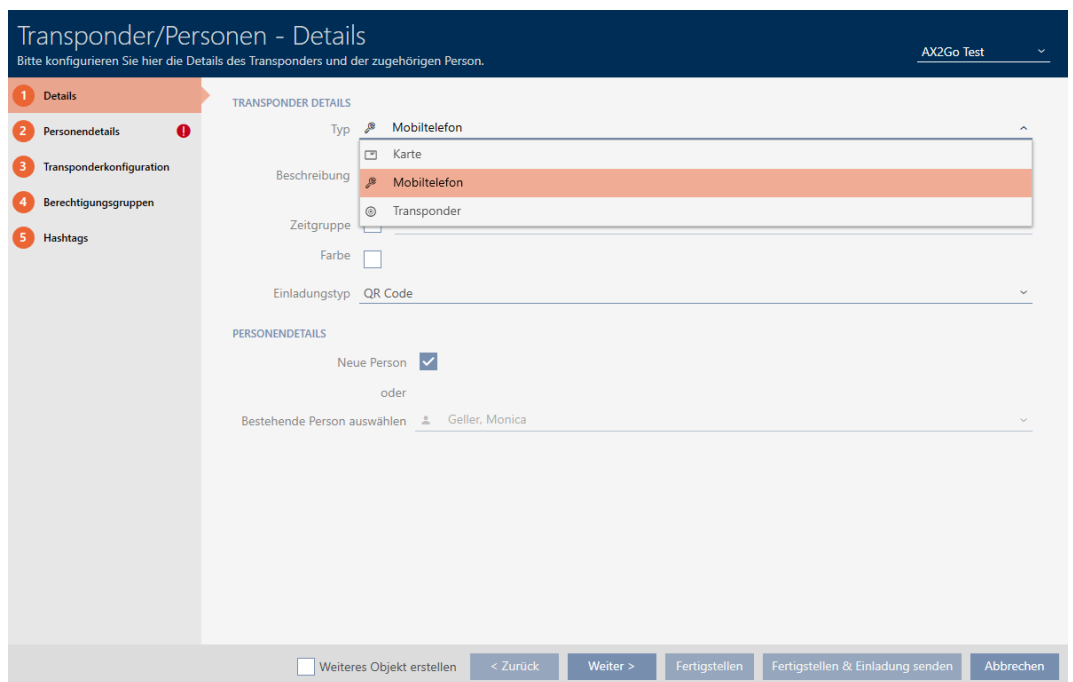 Transponder/Personen - Details
Bitte konfigurieren Sie hier die Details des Transponders und der zugehörigen Person.
AX2Go Test
1 Details
2 Personendetails
3 Transponderkonfiguration
4 Berechtigungsgruppen
5 Hashtags
TRANSPONDER DETAILS
Typ Mobiltelefon
Karte
Beschreibung
Mobiltelefon
Transponder
Zeitgruppe
Farbe
Einladungstyp QR Code
PERSONENDETAILS
Neue Person
oder
Bestehende Person auswählen Geller, Monica
Weiteres Objekt erstellen < Zurück Weiter > Fertigstellen Fertigstellen & Einladung senden Abbrechen